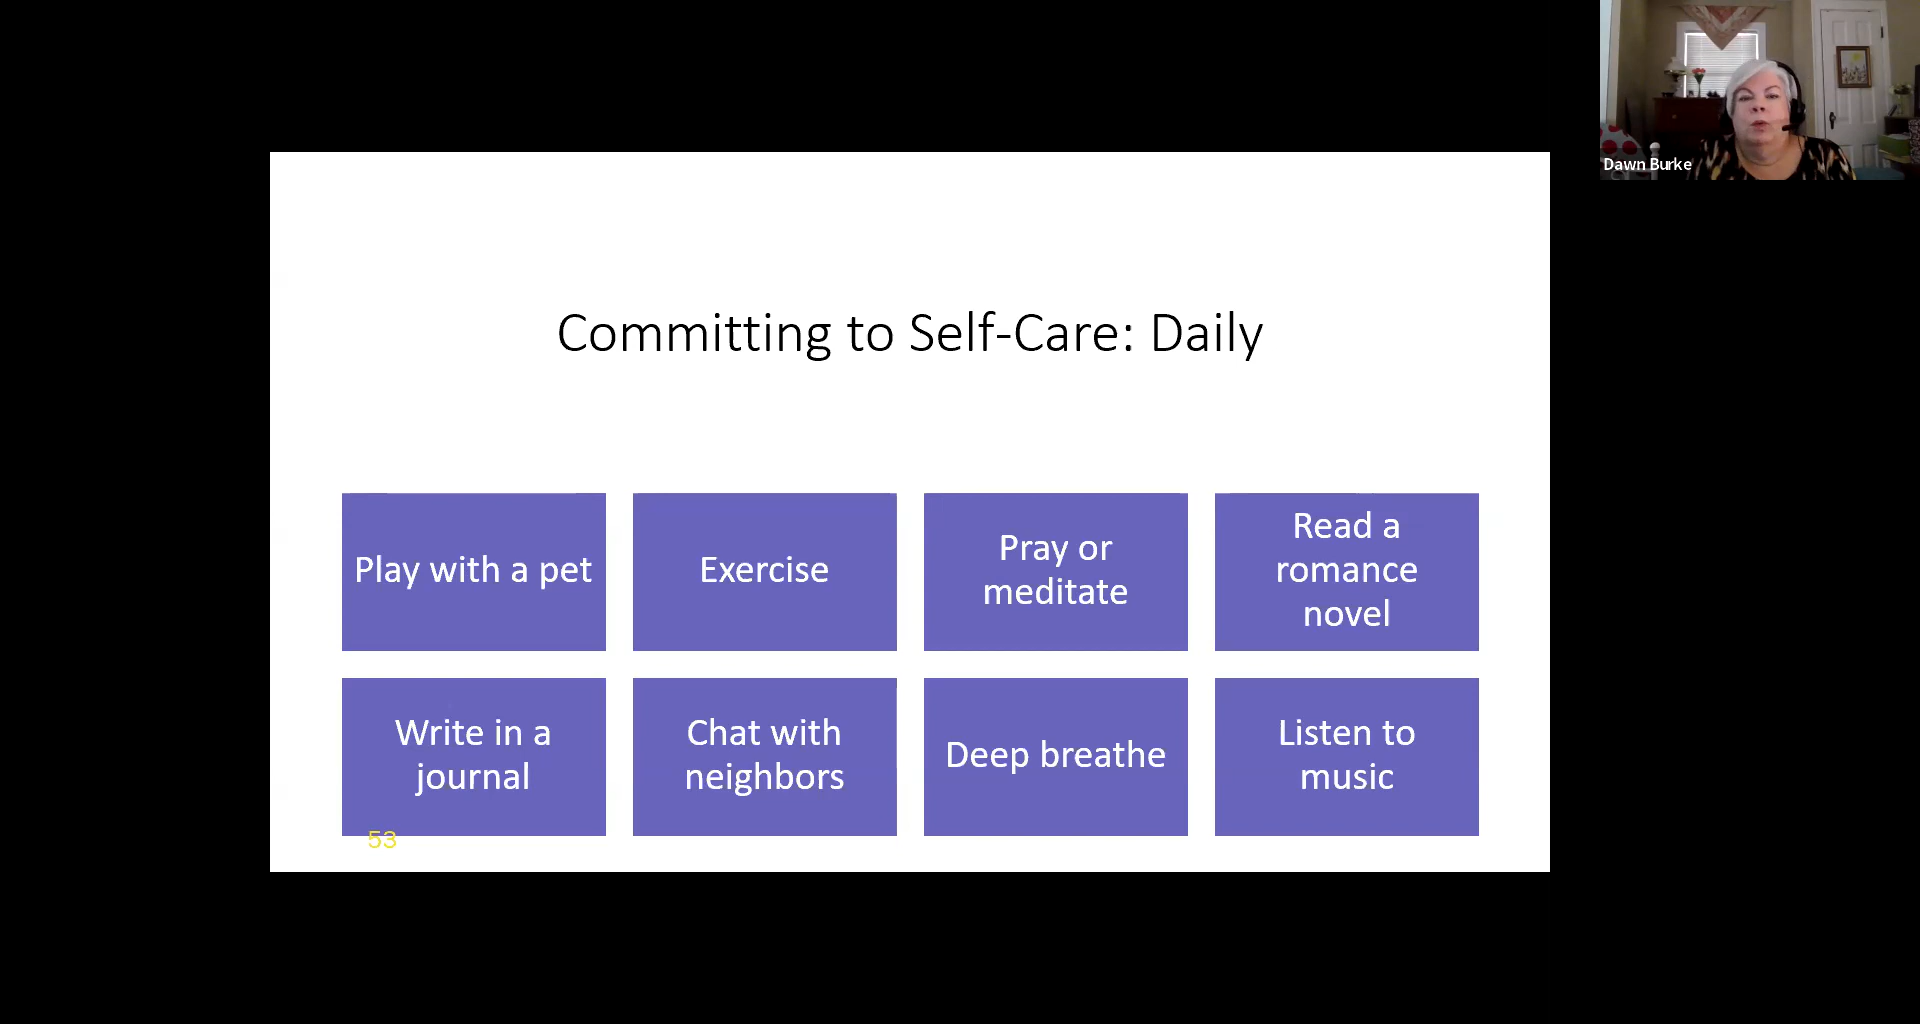 Dawn Burke
Committing to Self-Care: Daily
Play with a pet
Exercise
Pray or
meditate
Read a
romance
novel
Write in a
journal
Chat with
neighbors
Deep breathe
Listen to
music
53